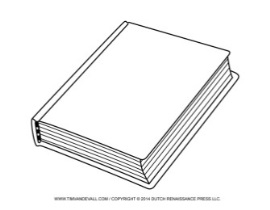 WWW.TIMVANDEVALL.COM • COPYRIGHT © 2014 DUTCH RENAISSANCE PRESS LLC